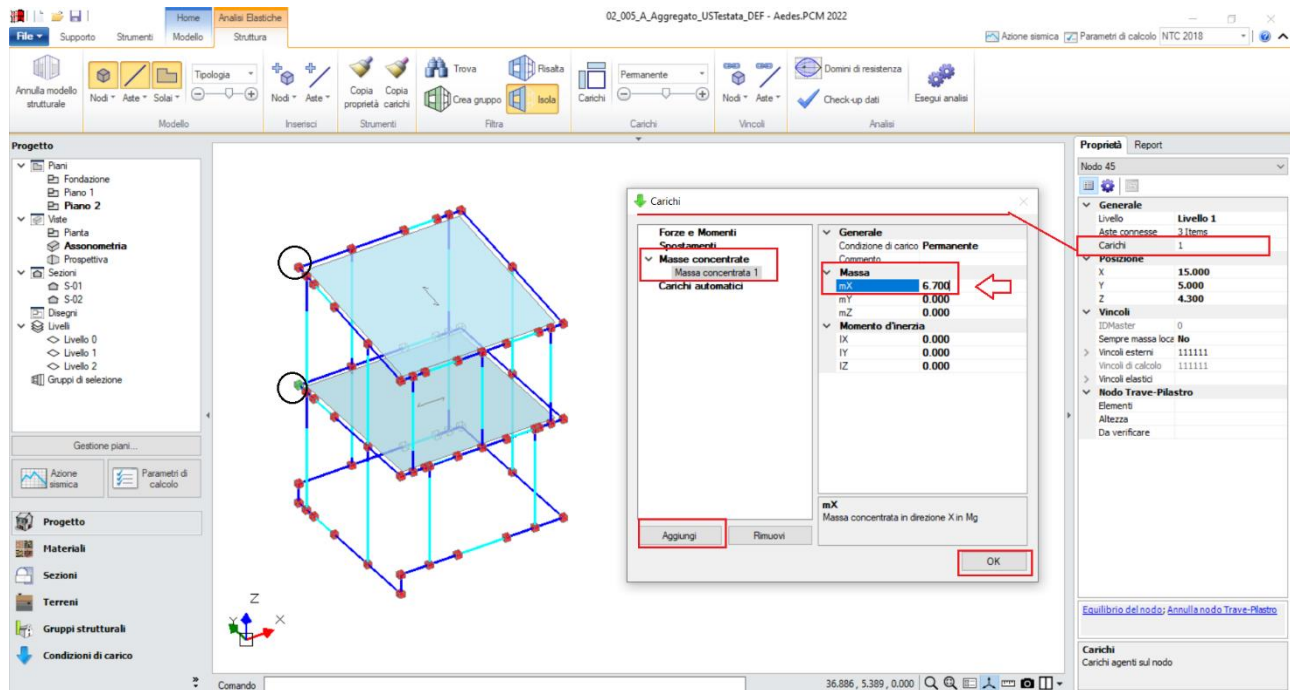 02_005_A_Aggregato_USTestata_DEF - Aedes.PCM 2022
Home
Analisi Elastiche
File
Supporto
Strumenti
Modello
Struttura
Azione sismica
Parametri di calcolo
NTC 2018
Annulla modello
strutturale
Nodi
Aste
Solai
Tipologia
Modello
Nodi
Aste
Inserisci
Copia
proprietà
Copia
carichi
Strumenti
Trova
Crea gruppo
Risalta
Isola
Filtra
Carichi
Permanente
Carichi
Nodi
Aste
Vincoli
Domini di resistenza
Check-up dati
Esegui analisi
Analisi
Progetto
Piani
Fondazione
Piano 1
Piano 2
Viste
Pianta
Assonometria
Prospettiva
Sezioni
S-01
S-02
Disegni
Livelli
Livello 0
Livello 1
Livello 2
Gruppi di selezione
Gestione piani...
Azione
sismica
Parametri di
calcolo
Progetto
Materiali
Sezioni
Terreni
Gruppi strutturali
Condizioni di carico
Z
Y
X
Carichi
Forze e Momenti
Spostamenti
Masse concentrate
Massa concentrata 1
Carichi automatici
Aggiungi
Rimuovi
Generale
Condizione di carico Permanente
Commento
Massa
mX 6.700
mY 0.000
mZ 0.000
Momento d'inerzia
IX 0.000
IY 0.000
IZ 0.000
mX
Massa concentrata in direzione X in Mg
OK
Comando
36.886, 5.389, 0.000
Proprietà
Report
Nodo 45
Generale
Livello Livello 1
Aste connesse 3 Items
Carichi 1
Posizione
X 15.000
Y 5.000
Z 4.300
Vincoli
IDMaster 0
Sempre massa loca No
Vincoli esterni 111111
Vincoli di calcolo 111111
Vincoli elastici
Nodo Trave-Pilastro
Elementi
Altezza
Da verificare
Equilibrio del nodo; Annulla nodo Trave-Pilastro
Carichi
Carichi agenti sul nodo